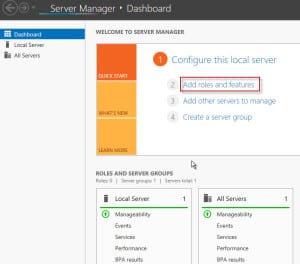 Server Manager ▸ Dashboard
Dashboard
Local Server
All Servers
WELCOME TO SERVER MANAGER
QUICK START
WHAT'S NEW
LEARN MORE
1 Configure this local server
2 Add roles and features
3 Add other servers to manage
4 Create a server group
ROLES AND SERVER GROUPS
Roles: 0 | Server groups: 1 | Servers total: 1
Local Server 1
Manageability
Events
Services
Performance
BPA results
All Servers 1
Manageability
Events
Services
Performance
BPA results